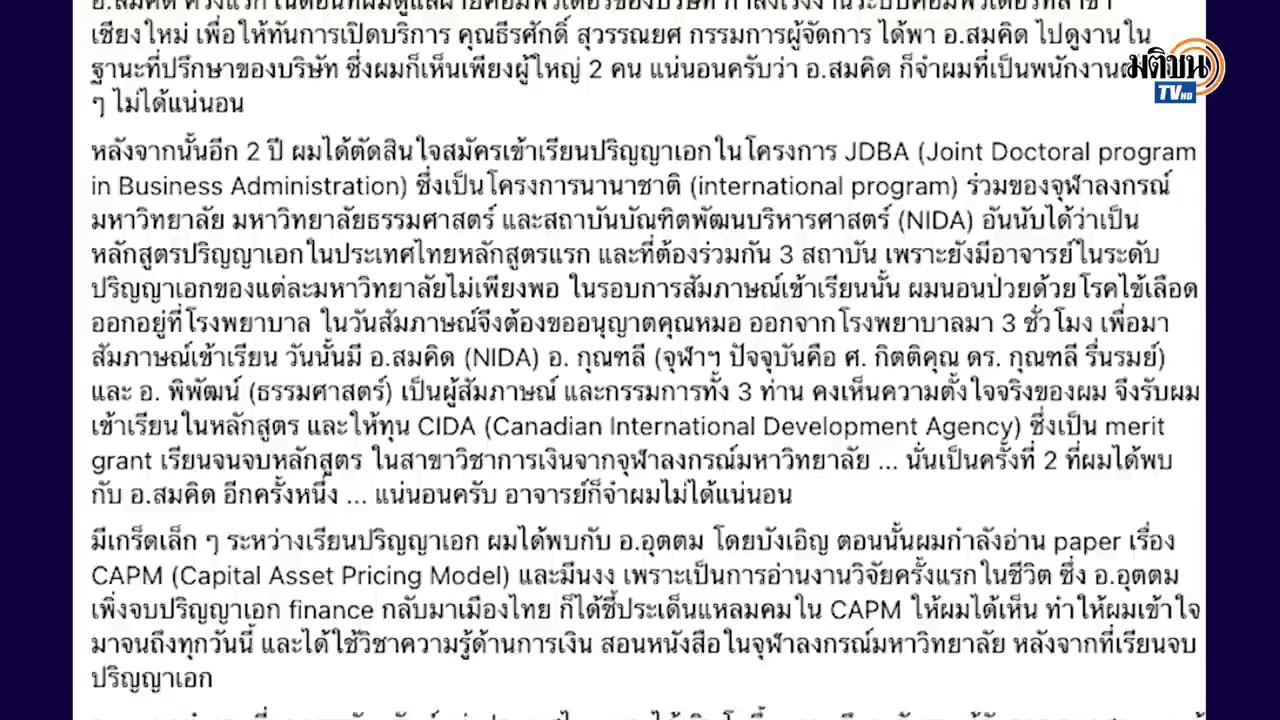 อ.สมคิด ครั้งแรก ในตอนที่ผมดูแลฝ่ายคอมพิวเตอร์ของบริษัท กำลังเร่งงานระบบคอมพิวเตอร์ที่สาขา
เชียงใหม่ เพื่อให้ทันการเปิดบริการ คุณธีรศักดิ์ สุวรรณยศ กรรมการผู้จัดการ ได้พา อ.สมคิด ไปดูงานใน
ฐานะที่ปรึกษาของบริษัท ซึ่งผมก็เห็นเพียงผู้ใหญ่ 2 คน แน่นอนครับว่า อ.สมคิด ก็จำผมที่เป็นพนักงาน
ๆ ไม่ได้แน่นอน
มติชน
TV HD
หลังจากนั้นอีก 2 ปี ผมได้ตัดสินใจสมัครเข้าเรียนปริญญาเอกในโครงการ JDBA (Joint Doctoral program
in Business Administration) ซึ่งเป็นโครงการนานาชาติ (international program) ร่วมของจุฬาลงกรณ์
มหาวิทยาลัย มหาวิทยาลัยธรรมศาสตร์ และสถาบันบัณฑิตพัฒนบริหารศาสตร์ (NIDA) อันนับได้ว่าเป็น
หลักสูตรปริญญาเอกในประเทศไทยหลักสูตรแรก และที่ต้องร่วมกัน 3 สถาบัน เพราะยังมีอาจารย์ในระดับ
ปริญญาเอกของแต่ละมหาวิทยาลัยไม่เพียงพอ ในรอบการสัมภาษณ์เข้าเรียนนั้น ผมนอนป่วยด้วยโรคไข้เลือด
ออกอยู่ที่โรงพยาบาล ในวันสัมภาษณ์จึงต้องขออนุญาตคุณหมอ ออกจากโรงพยาบาลมา 3 ชั่วโมง เพื่อมา
สัมภาษณ์เข้าเรียน วันนั้นมี อ.สมคิด (NIDA) อ. กุณฑลี (จุฬาฯ ปัจจุบันคือ ศ. กิตติคุณ ดร. กุณฑลี รื่นรมย์)
และ อ. พิพัฒน์ (ธรรมศาสตร์) เป็นผู้สัมภาษณ์ และกรรมการทั้ง 3 ท่าน คงเห็นความตั้งใจจริงของผม จึงรับผม
เข้าเรียนในหลักสูตร และให้ทุน CIDA (Canadian International Development Agency) ซึ่งเป็น merit
grant เรียนจนจบหลักสูตร ในสาขาวิชาการเงินจากจุฬาลงกรณ์มหาวิทยาลัย ... นั่นเป็นครั้งที่ 2 ที่ผมได้พบ
กับ อ.สมคิด อีกครั้งหนึ่ง ... แน่นอนครับ อาจารย์ก็จำผมไม่ได้แน่นอน
มีเกร็ดเล็ก ๆ ระหว่างเรียนปริญญาเอก ผมได้พบกับ อ.อุตตม โดยบังเอิญ ตอนนั้นผมกำลังอ่าน paper เรื่อง
CAPM (Capital Asset Pricing Model) และมึนงง เพราะเป็นการอ่านงานวิจัยครั้งแรกในชีวิต ซึ่ง อ.อุตตม
เพิ่งจบปริญญาเอก finance กลับมาเมืองไทย ก็ได้ชี้ประเด็นแหลมคมใน CAPM ให้ผมได้เห็น ทำให้ผมเข้าใจ
มาจนถึงทุกวันนี้ และได้ใช้วิชาความรู้ด้านการเงิน สอนหนังสือในจุฬาลงกรณ์มหาวิทยาลัย หลังจากที่เรียนจบ
ปริญญาเอก